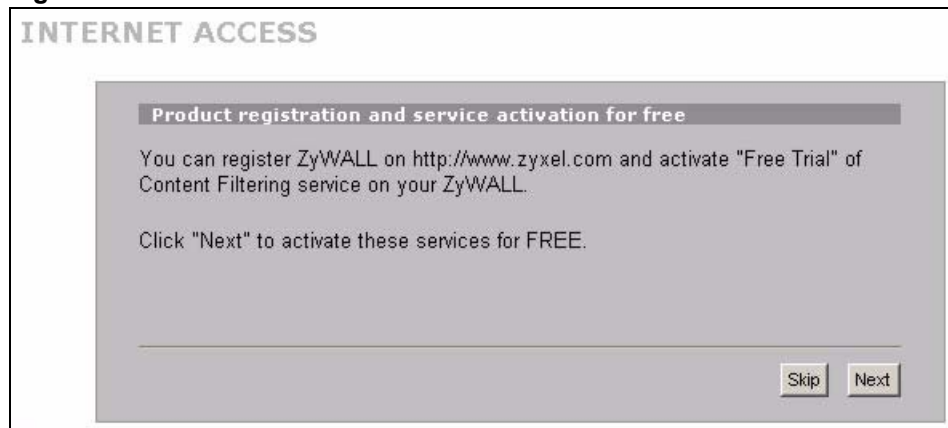 INTERNET ACCESS
Product registration and service activation for free
You can register ZyWALL on http://www.zyxel.com and activate "Free Trial" of
Content Filtering service on your ZyWALL.
Click "Next" to activate these services for FREE.
Skip Next